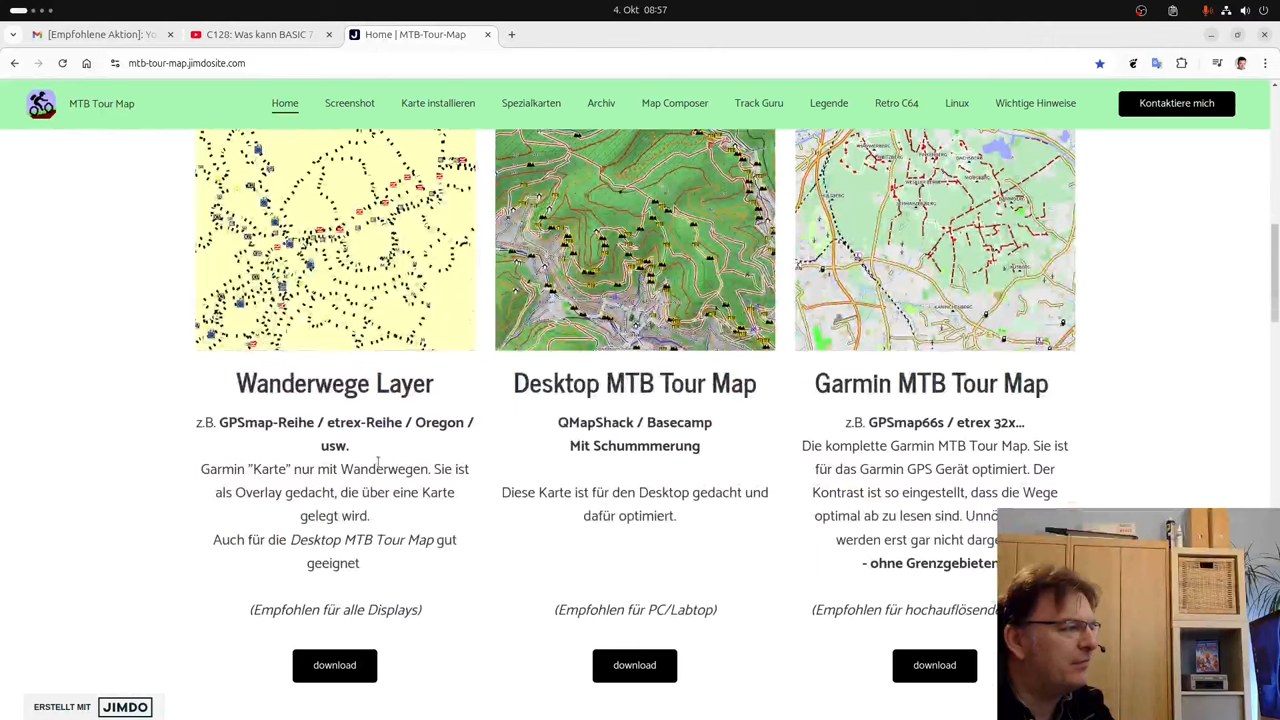 4. Okt 08:57
[Empfohlene Aktion]: Yo
C128: Was kann BASIC 7
Home | MTB-Tour-Map
mtb-tour-map.jimdosite.com
MTB Tour Map
Home
Screenshot
Karte installieren
Spezialkarten
Archiv
Map Composer
Track Guru
Legende
Retro C64
Linux
Wichtige Hinweise
Kontaktiere mich
Wanderwege Layer
z.B. GPSmap-Reihe / etrex-Reihe / Oregon /
usw.
Garmin "Karte" nur mit Wanderwegen. Sie ist
als Overlay gedacht, die über eine Karte
gelegt wird.
Auch für die Desktop MTB Tour Map gut
geeignet
(Empfohlen für alle Displays)
download
Desktop MTB Tour Map
QMapShack / Basecamp
Mit Schummmerung
Diese Karte ist für den Desktop gedacht und
dafür optimiert.
(Empfohlen für PC/Labtop)
download
Garmin MTB Tour Map
z.B. GPSmap66s / etrex 32x...
Die komplette Garmin MTB Tour Map. Sie ist
für das Garmin GPS Gerät optimiert. Der
Kontrast ist so eingestellt, dass die Wege
optimal ab zu lesen sind. Unnö
werden erst gar nicht darge
- ohne Grenzgebieten
(Empfohlen für hochauflösend
download
ERSTELLT MIT
JIMDO